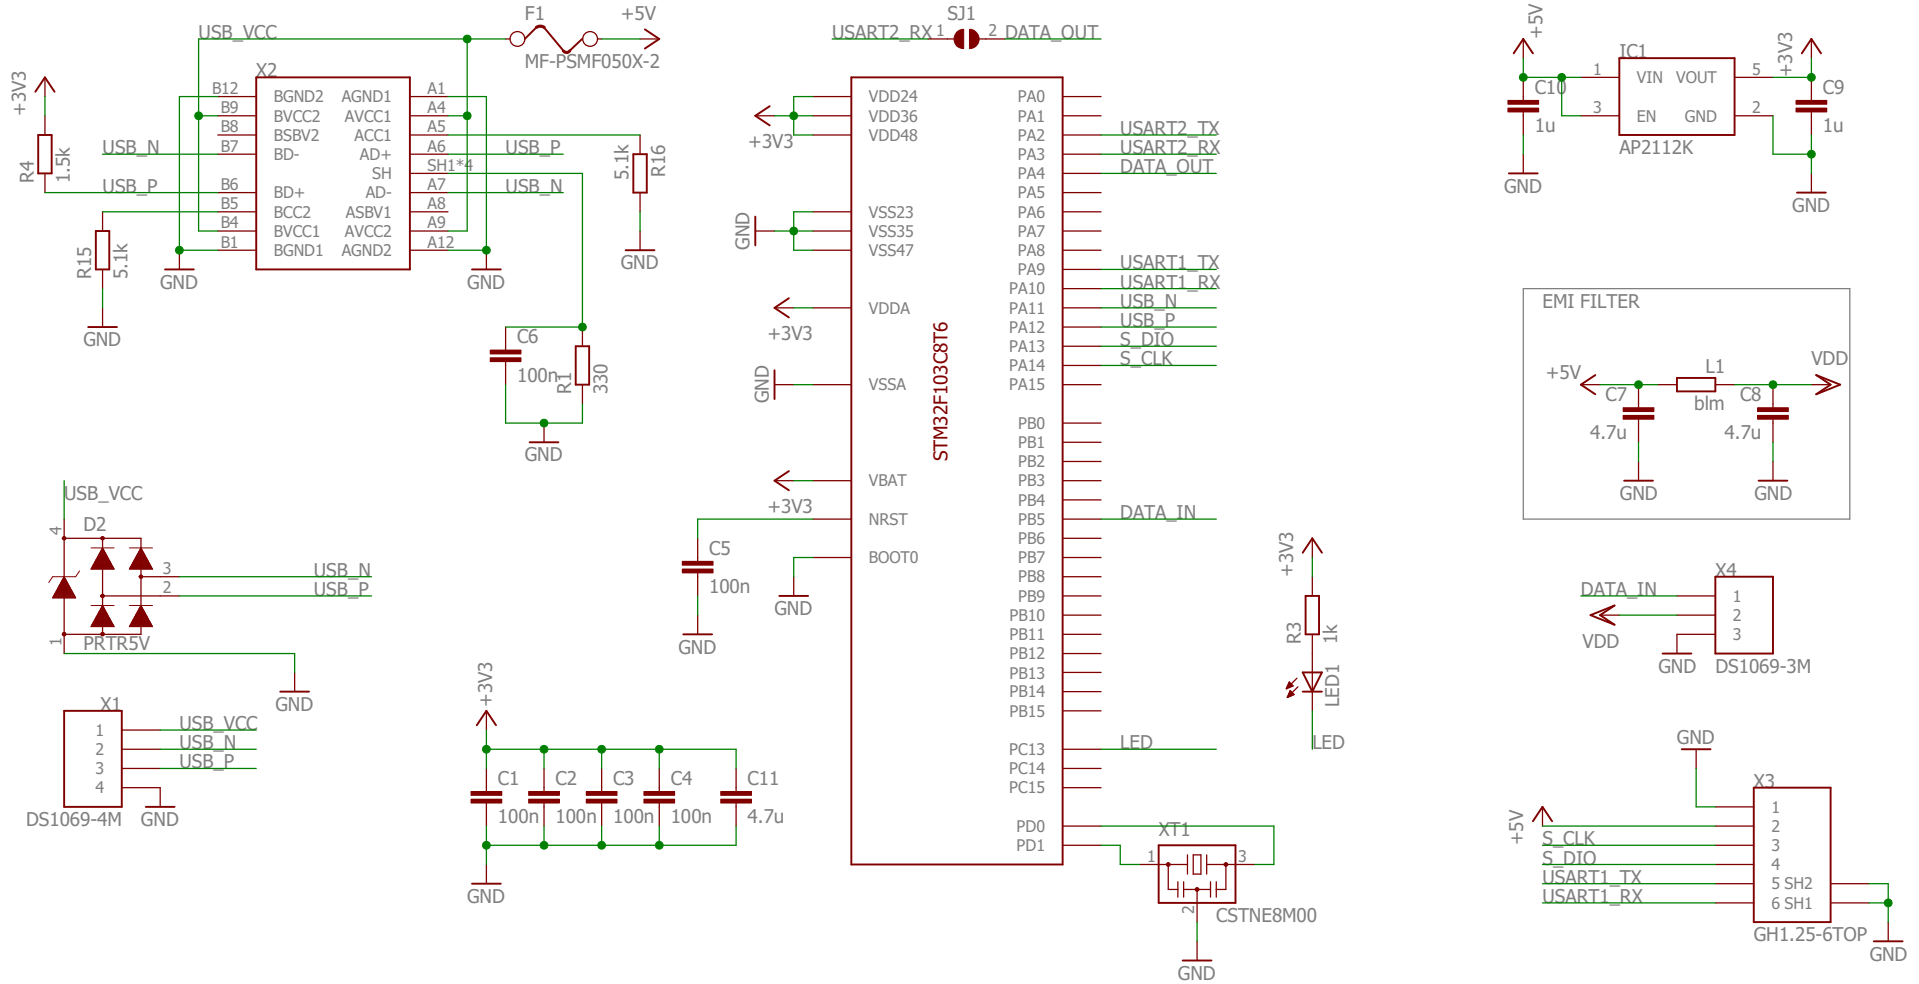 USB_VCC
F1
+5V
MF-PSMF050X-2
X2
+3V3
R4
1.5k
USB_N
USB_P
B12 BGND2 AGND1 A1
B9 BVCC2 AVCC1 A4
B8 BSBV2 ACC1 A5
B7 BD- AD+ A6
SH SH1*4
B6 BD+ AD- A7
B5 BCC2 ASBV1 A8
B4 BVCC1 AVCC2 A9
B1 BGND1 AGND2 A12
USB_P
USB_N
5.1k
R16
GND
R15
5.1k
GND
GND
GND
C6
100n
R1
330
GND
USB_VCC
4
D2
3 USB_N
2 USB_P
1
PRTR5V
GND
X1
1 USB_VCC
2 USB_N
3 USB_P
4
DS1069-4M
GND
+3V3
C1
100n
C2
100n
C3
100n
C4
100n
C11
4.7u
GND
SJ1
USART2_RX 1 2 DATA_OUT
STM32F103C8T6
VDD24
VDD36
VDD48
+3V3
VSS23
VSS35
VSS47
GND
VDDA
+3V3
VSSA
GND
VBAT
+3V3
NRST
C5
100n
GND
BOOT0
GND
PA0
PA1
PA2 USART2_TX
PA3 USART2_RX
PA4 DATA_OUT
PA5
PA6
PA7
PA8
PA9 USART1_TX
PA10 USART1_RX
PA11 USB_N
PA12 USB_P
PA13 S_DIO
PA14 S_CLK
PA15
PB0
PB1
PB2
PB3
PB4
PB5 DATA_IN
PB6
PB7
PB8
PB9
PB10
PB11
PB12
PB13
PB14
PB15
PC13 LED
PC14
PC15
PD0
PD1
XT1
1 3
2
CSTNE8M00
GND
+3V3
R3
1k
LED1
LED
+5V
IC1
+3V3
1 VIN VOUT 5
3 EN GND 2
AP2112K
C10
1u
GND
C9
1u
GND
EMI FILTER
+5V
L1
blm
VDD
C7
4.7u
GND
C8
4.7u
GND
X4
DATA_IN 1
2
3
VDD
GND
DS1069-3M
GND
X3
1
+5V
2
S_CLK 3
S_DIO 4
USART1_TX 5 SH2
USART1_RX 6 SH1
GH1.25-6TOP
GND